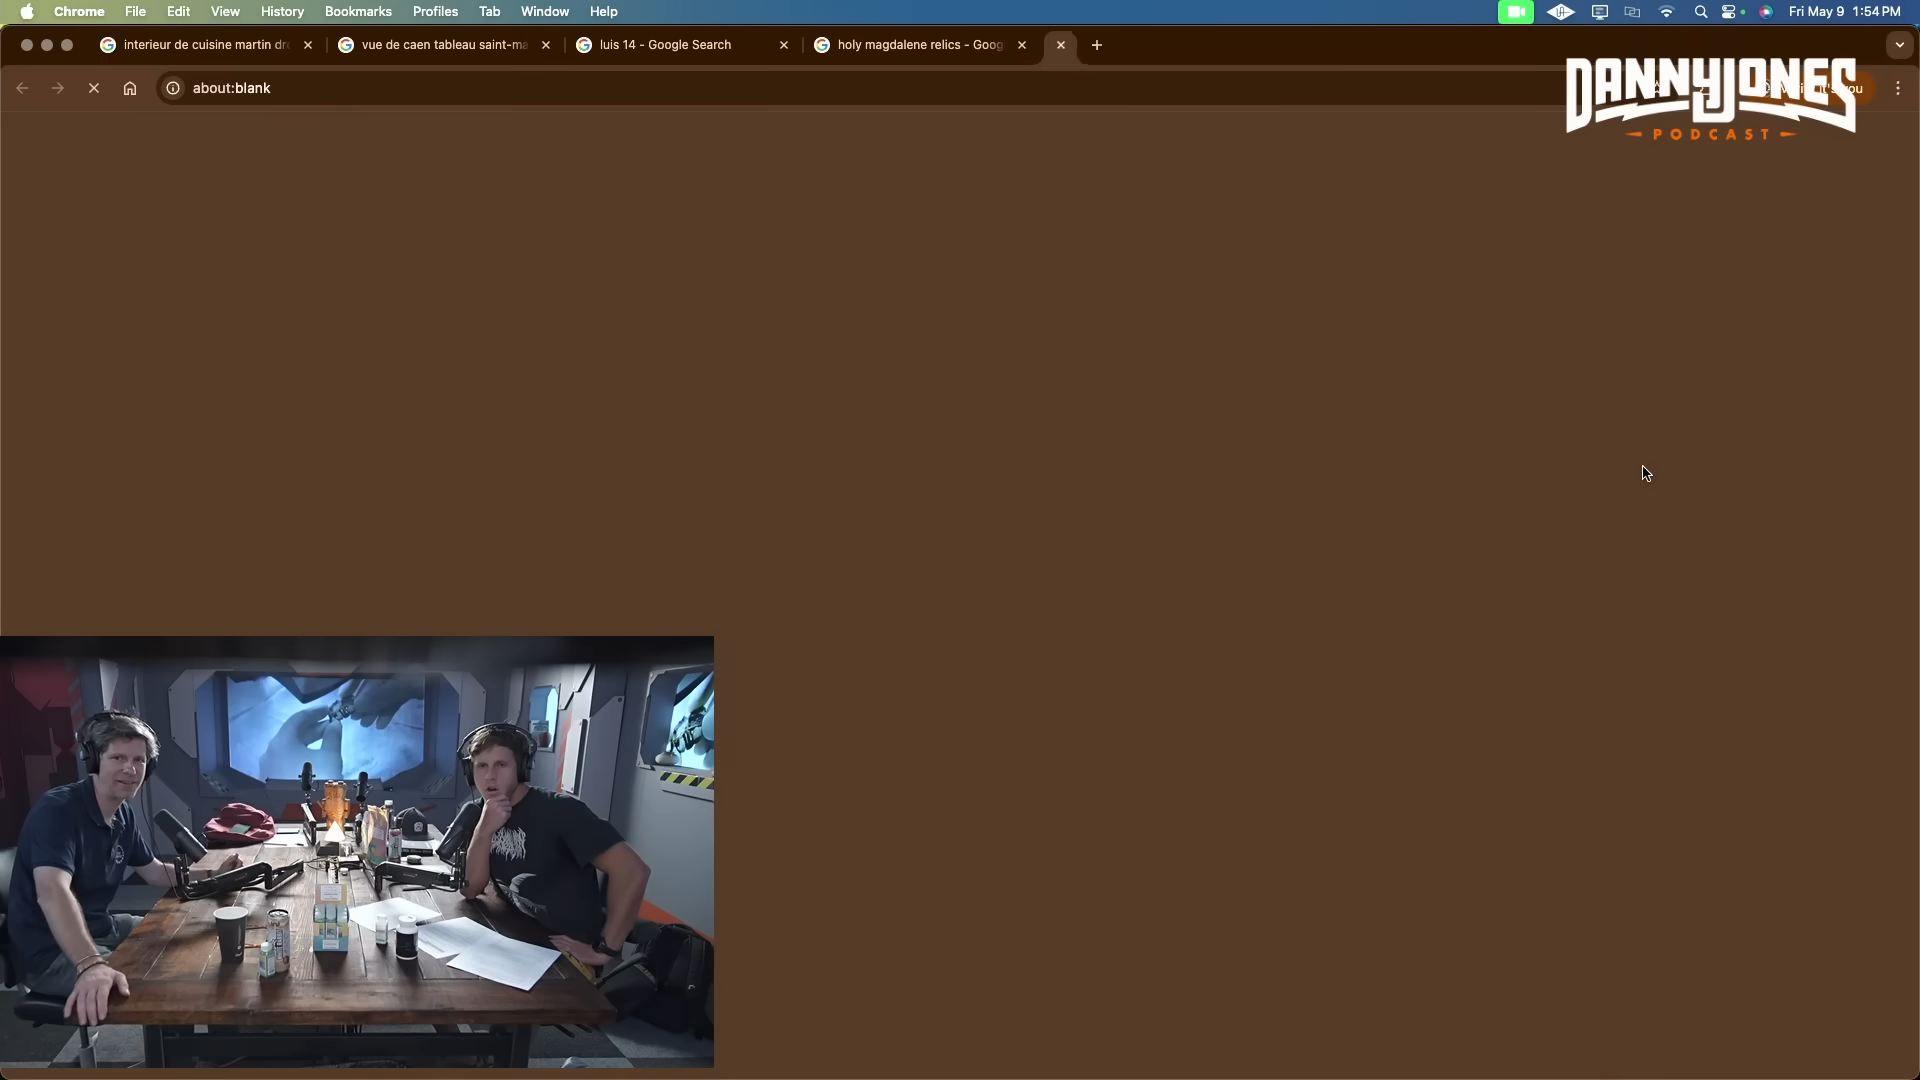 Chrome File Edit View History Bookmarks Profiles Tab Window Help
Fri May 9 1:54 PM
interieur de cuisine martin dr
vue de caen tableau saint-ma
luis 14 - Google Search
holy magdalene relics - Goog
about:blank
DANNY JONES
PODCAST